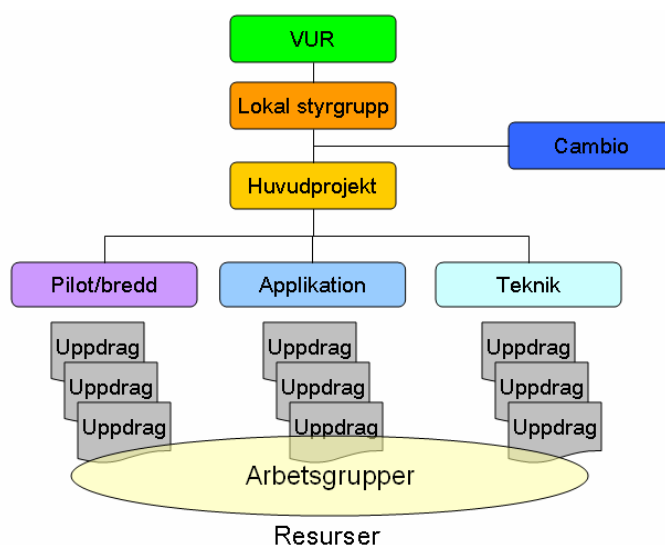 VUR
Lokal styrgrupp
Cambio
Huvudprojekt
Pilot/bredd
Applikation
Teknik
Uppdrag
Uppdrag
Uppdrag
Uppdrag
Uppdrag
Uppdrag
Uppdrag
Uppdrag
Uppdrag
Arbetsgrupper
Resurser